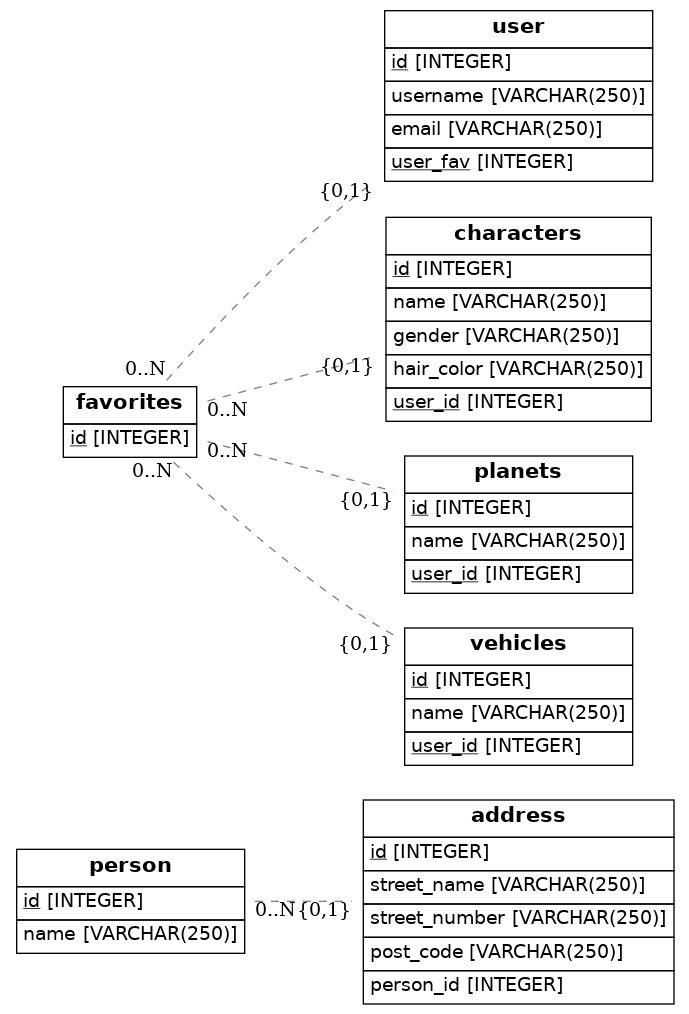 user
id [INTEGER]
username [VARCHAR(250)]
email [VARCHAR(250)]
user_fav [INTEGER]
{0,1}
characters
id [INTEGER]
name [VARCHAR(250)]
gender [VARCHAR(250)]
hair_color [VARCHAR(250)]
user_id [INTEGER]
{0,1}
0..N
favorites
id [INTEGER]
0..N
0..N
0..N
planets
id [INTEGER]
name [VARCHAR(250)]
user_id [INTEGER]
{0,1}
vehicles
id [INTEGER]
name [VARCHAR(250)]
user_id [INTEGER]
{0,1}
person
id [INTEGER]
name [VARCHAR(250)]
0..N {0,1}
address
id [INTEGER]
street_name [VARCHAR(250)]
street_number [VARCHAR(250)]
post_code [VARCHAR(250)]
person_id [INTEGER]